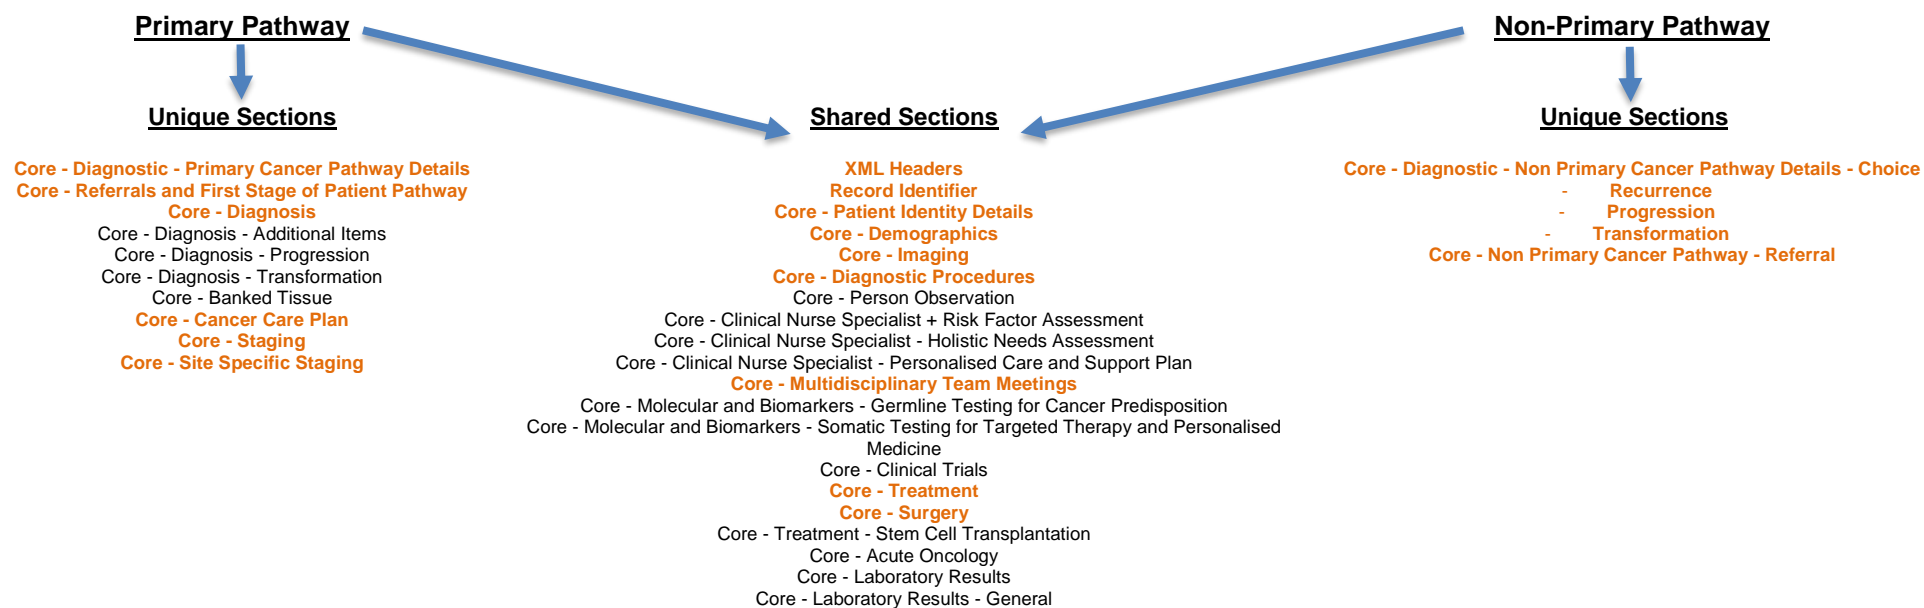 Primary Pathway
Non-Primary Pathway
Unique Sections
Core - Diagnostic - Primary Cancer Pathway Details
Core - Referrals and First Stage of Patient Pathway
Core - Diagnosis
Core - Diagnosis - Additional Items
Core - Diagnosis - Progression
Core - Diagnosis - Transformation
Core - Banked Tissue
Core - Cancer Care Plan
Core - Staging
Core - Site Specific Staging
Shared Sections
XML Headers
Record Identifier
Core - Patient Identity Details
Core - Demographics
Core - Imaging
Core - Diagnostic Procedures
Core - Person Observation
Core - Clinical Nurse Specialist + Risk Factor Assessment
Core - Clinical Nurse Specialist - Holistic Needs Assessment
Core - Clinical Nurse Specialist - Personalised Care and Support Plan
Core - Multidisciplinary Team Meetings
Core - Molecular and Biomarkers - Germline Testing for Cancer Predisposition
Core - Molecular and Biomarkers - Somatic Testing for Targeted Therapy and Personalised
Medicine
Core - Clinical Trials
Core - Treatment
Core - Surgery
Core - Treatment - Stem Cell Transplantation
Core - Acute Oncology
Core - Laboratory Results
Core - Laboratory Results - General
Unique Sections
Core - Diagnostic - Non Primary Cancer Pathway Details - Choice
- Recurrence
- Progression
- Transformation
Core - Non Primary Cancer Pathway - Referral